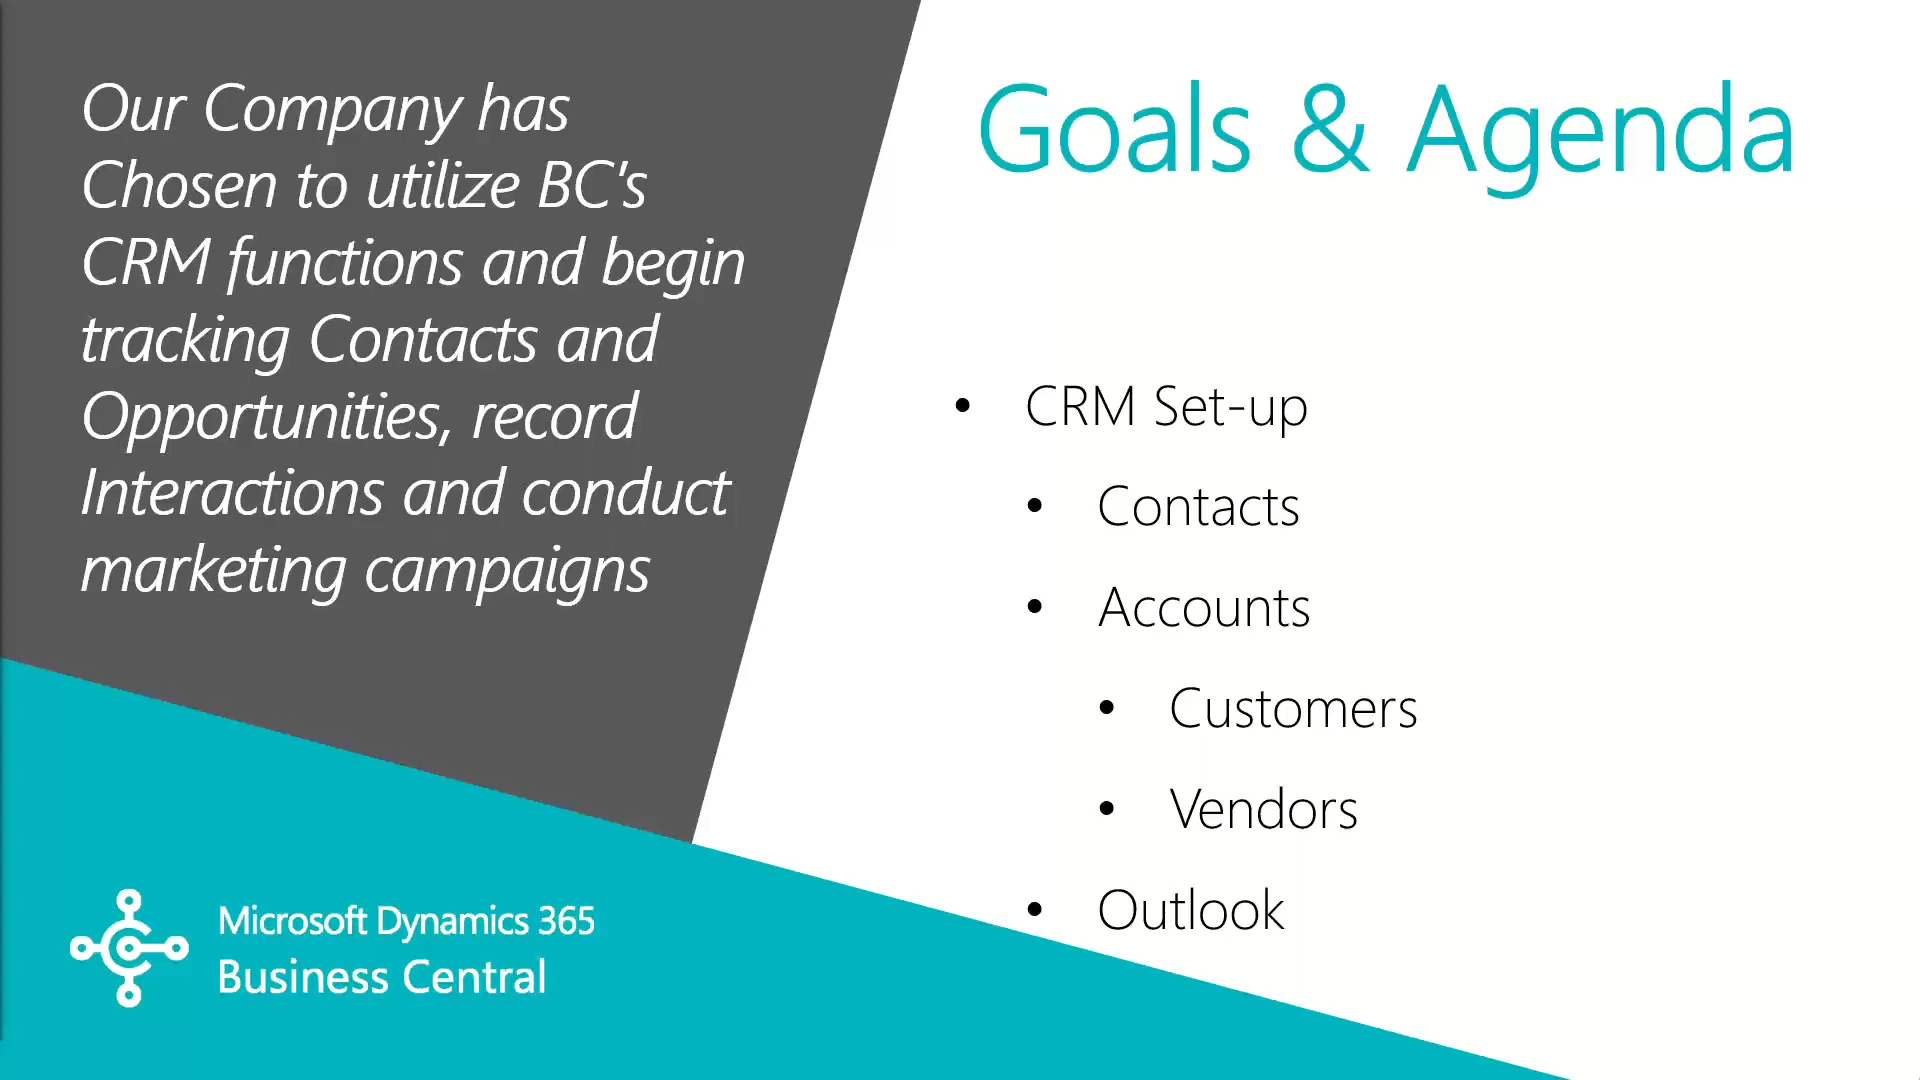 Our Company has
Chosen to utilize BC's
CRM functions and begin
tracking Contacts and
Opportunities, record
Interactions and conduct
marketing campaigns
Microsoft Dynamics 365
Business Central
Goals & Agenda
• CRM Set-up
• Contacts
• Accounts
• Customers
• Vendors
• Outlook